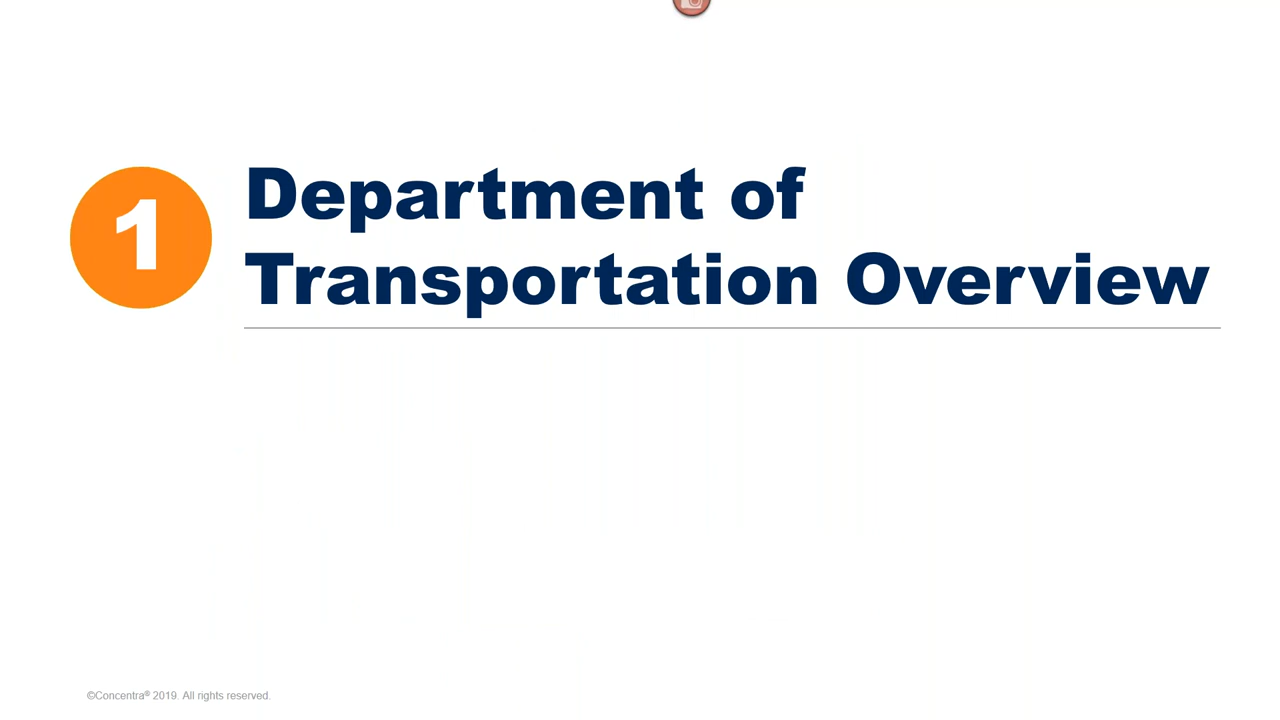 1
Department of
Transportation Overview
©Concentra® 2019. All rights reserved.